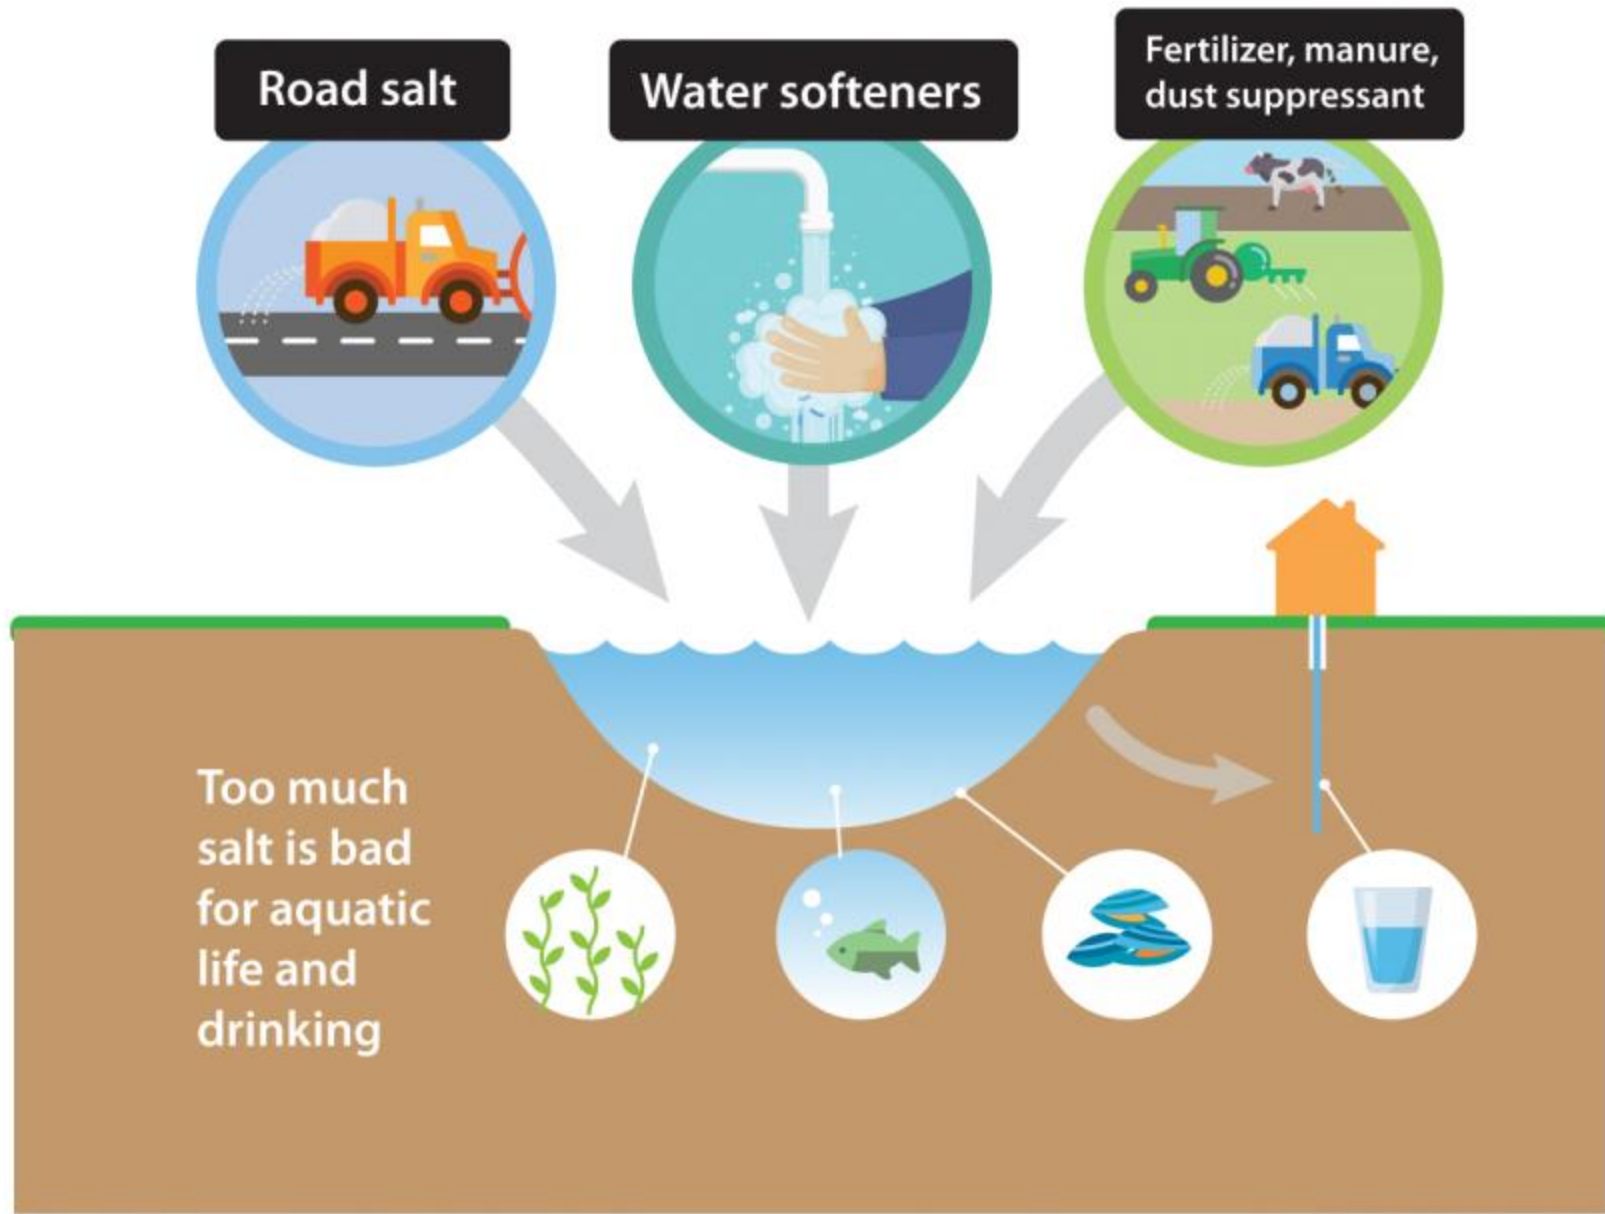 Road salt
Water softeners
Fertilizer, manure,
dust suppressant
Too much
salt is bad
for aquatic
life and
drinking